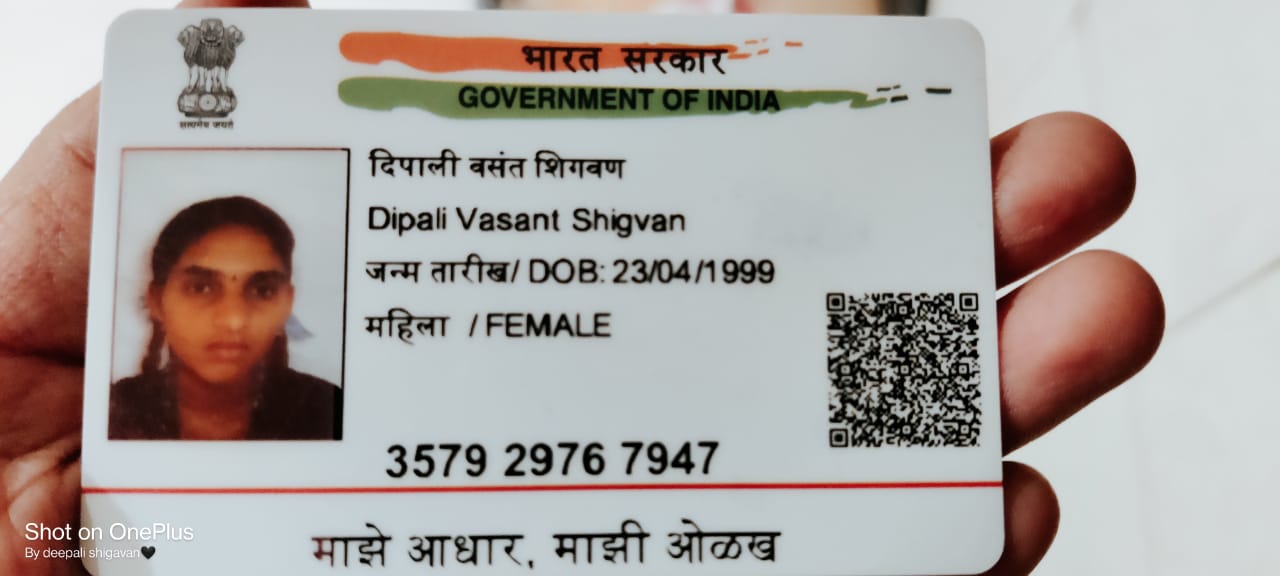 सत्यमेव जयते
भारत सरकार
GOVERNMENT OF INDIA
दिपाली वसंत शिगवण
Dipali Vasant Shigvan
जन्म तारीख/ DOB: 23/04/1999
महिला / FEMALE
3579 2976 7947
माझे आधार, माझी ओळख
Shot on OnePlus
By deepali shigavan🖤